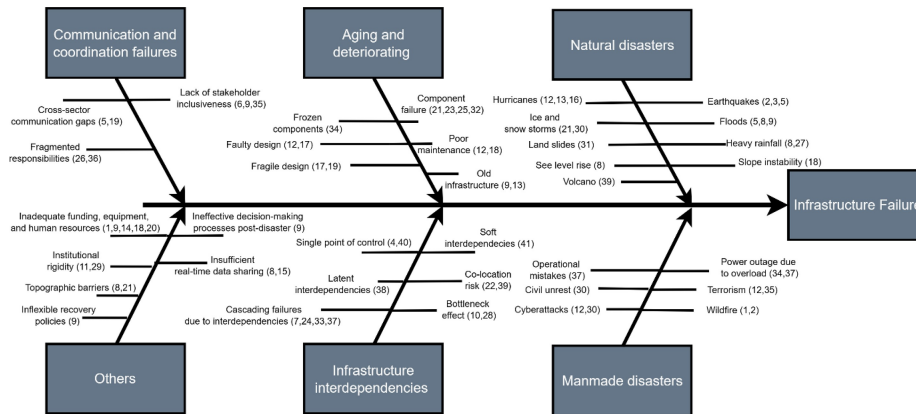 Communication and
coordination failures
Aging and
deteriorating
Natural disasters
Lack of stakeholder
inclusiveness (6,9,35)
Cross-sector
communication gaps (5,19)
Fragmented
responsibilities (26,36)
Component
failure (21,23,25,32)
Frozen
components (34)
Faulty design (12,17)
Poor
maintenance (12,18)
Fragile design (17,19)
Old
infrastructure (9,13)
Hurricanes (12,13,16)
Earthquakes (2,3,5)
Ice and
snow storms (21,30)
Floods (5,8,9)
Land slides (31)
Heavy rainfall (8,27)
See level rise (8)
Slope instability (18)
Volcano (39)
Infrastructure Failure
Inadequate funding, equipment,
and human resources (1,9,14,18,20)
Ineffective decision-making
processes post-disaster (9)
Institutional
rigidity (11,29)
Insufficient
real-time data sharing (8,15)
Topographic barriers (8,21)
Inflexible recovery
policies (9)
Single point of control (4,40)
Soft
interdependecies (41)
Latent
interdependencies (38)
Co-location
risk (22,39)
Cascading failures
due to interdependencies (7,24,33,37)
Bottleneck
effect (10,28)
Operational
mistakes (37)
Power outage due
to overload (34,37)
Civil unrest (30)
Terrorism (12,35)
Cyberattacks (12,30)
Wildfire (1,2)
Others
Infrastructure
interdependencies
Manmade disasters